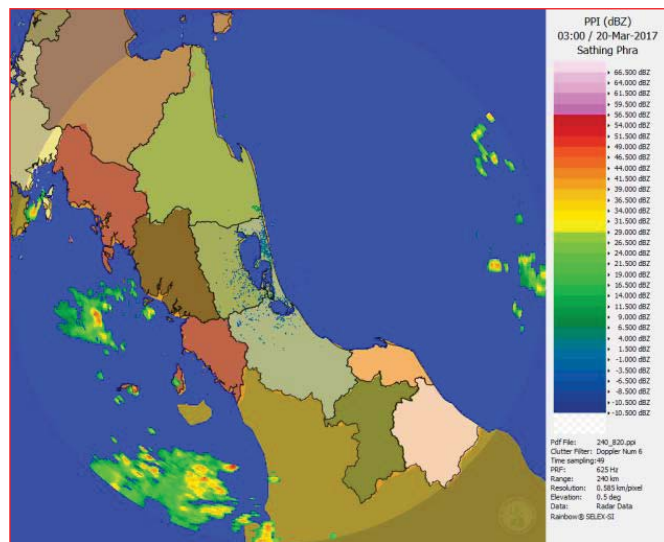 PPI (dBZ)
03:00 / 20-Mar-2017
Sathing Phra
66.500 dBZ
64.000 dBZ
61.500 dBZ
59.500 dBZ
56.500 dBZ
54.000 dBZ
51.500 dBZ
49.000 dBZ
46.500 dBZ
44.000 dBZ
41.500 dBZ
39.000 dBZ
36.500 dBZ
34.000 dBZ
31.500 dBZ
29.000 dBZ
26.500 dBZ
24.500 dBZ
21.500 dBZ
19.000 dBZ
16.500 dBZ
14.000 dBZ
11.500 dBZ
9.000 dBZ
6.500 dBZ
4.000 dBZ
1.500 dBZ
-1.000 dBZ
-3.500 dBZ
-5.500 dBZ
-8.500 dBZ
-10.500 dBZ
-10.500 dBZ
Pdf File: 240_820.ppi
Clutter Filter: Doppler Num 6
Time sampling: 49
PRF: 625 Hz
Range: 240 km
Resolution: 0.585 km/pixel
Elevation: 0.5 deg
Data: Radar Data
Rainbow® SELEX-SI